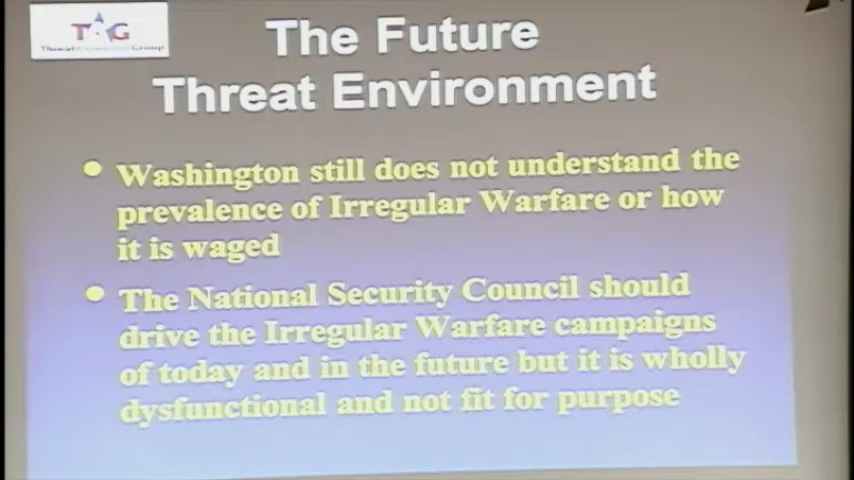 TAG
The Future
Threat Environment
Washington still does not understand the
prevalence of Irregular Warfare or how
it is waged
The National Security Council should
drive the Irregular Warfare campaigns
of today and in the future but it is wholly
dysfunctional and not fit for purpose